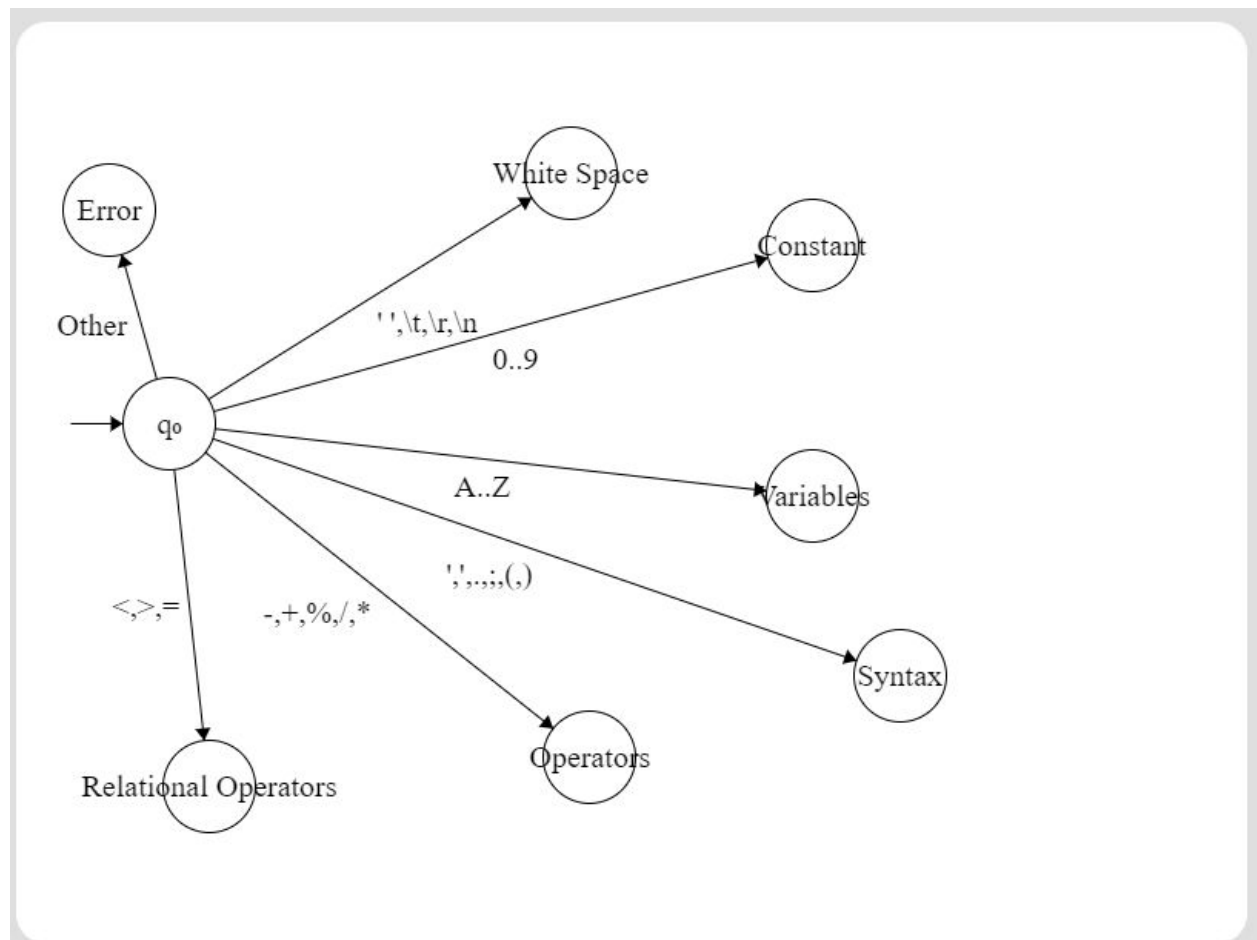 White Space
Error
Constant
Other
' ',\t,\r,\n
0..9
q₀
A..Z
Variables
',',.,;,(,)
<,>,=
-,+,%,/,*
Syntax
Operators
Relational Operators